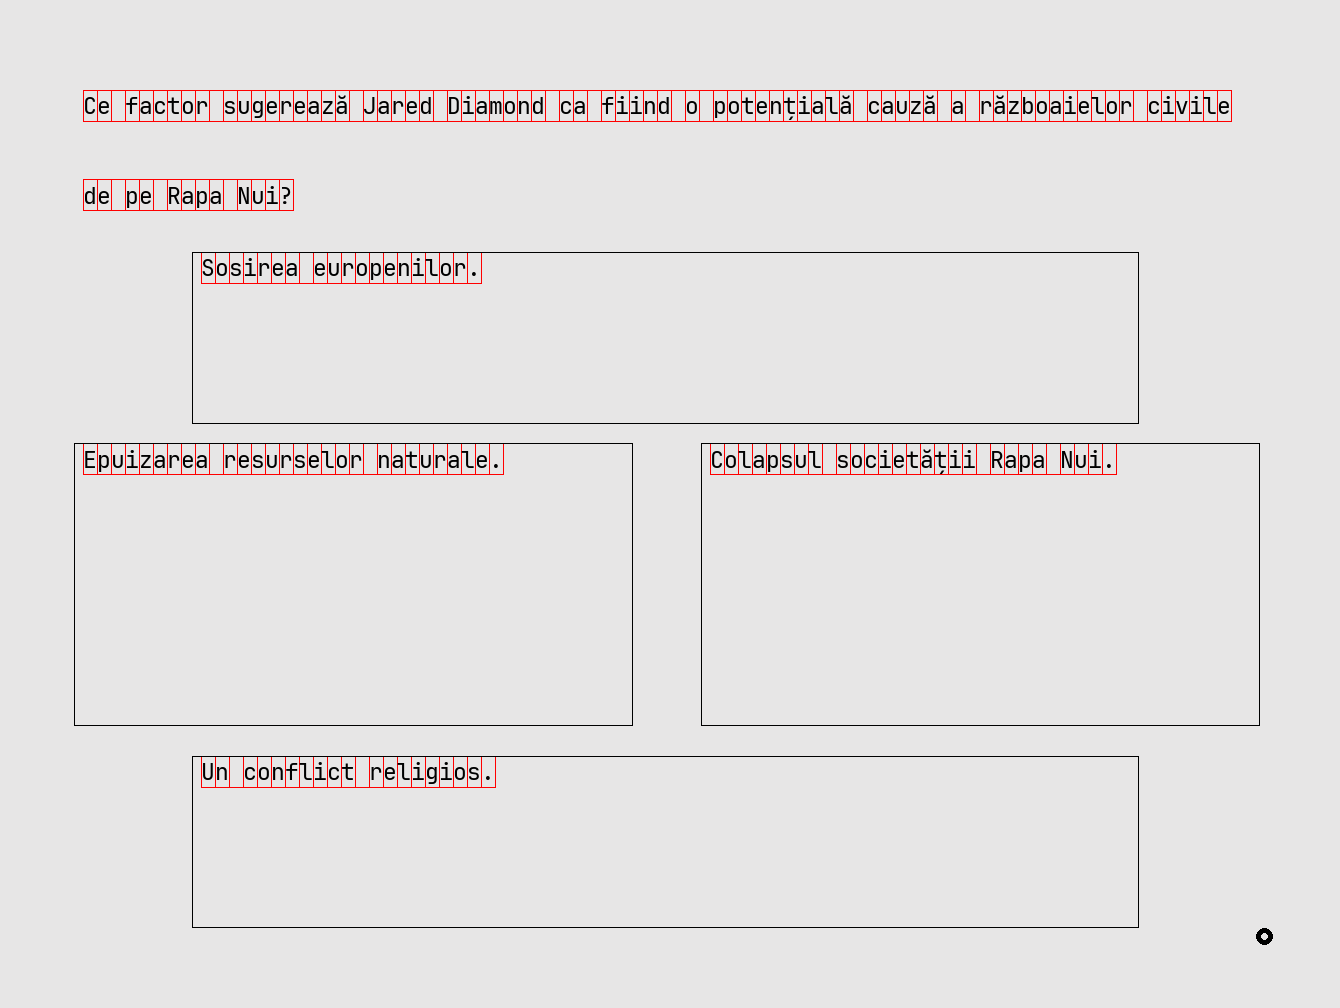 Ce factor sugerează Jared Diamond ca fiind o potențială cauză a războaielor civile
de pe Rapa Nui?
Sosirea europenilor.
Epuizarea resurselor naturale.
Colapsul societății Rapa Nui.
Un conflict religios.